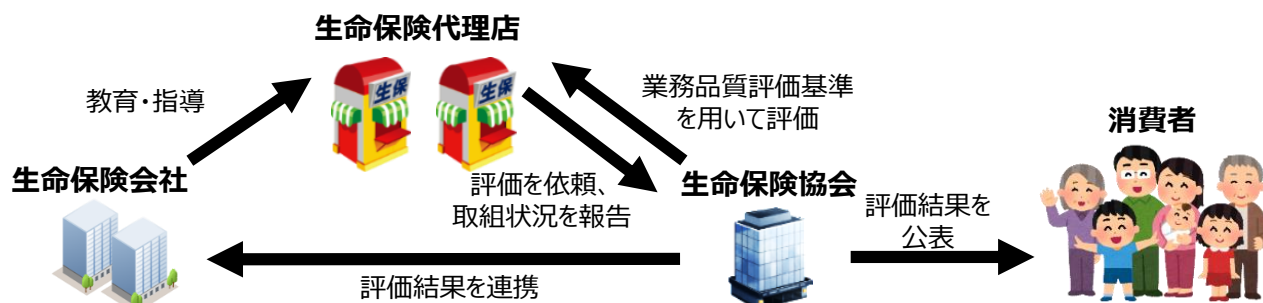 生命保険代理店
生保
生保
教育・指導
業務品質評価基準
を用いて評価
消費者
生命保険会社
評価を依頼、
取組状況を報告
生命保険協会
評価結果を
公表
評価結果を連携